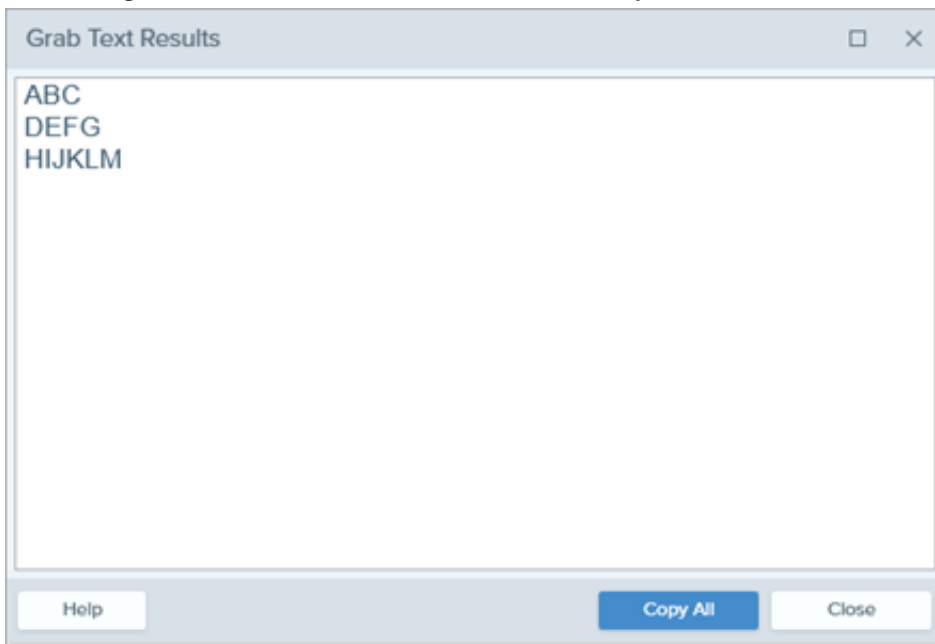 Grab Text Results
ABC
DEFG
HIJKLM
Help
Copy All
Close